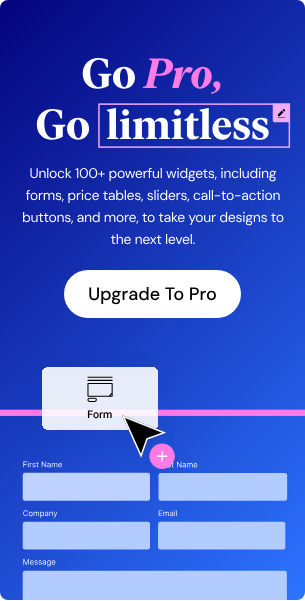 Go Pro,
Go limitless
Unlock 100+ powerful widgets, including
forms, price tables, sliders, call-to-action
buttons, and more, to take your designs to
the next level.
Upgrade To Pro
Form
First Name
Name
Company Email
Message